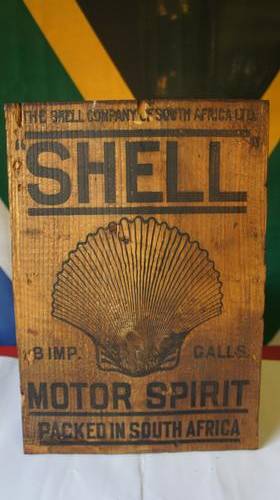 THE SHELL COMPANY OF SOUTH AFRICA LTD.
"SHELL"
8 IMP. GALLS.
MOTOR SPIRIT
PACKED IN SOUTH AFRICA